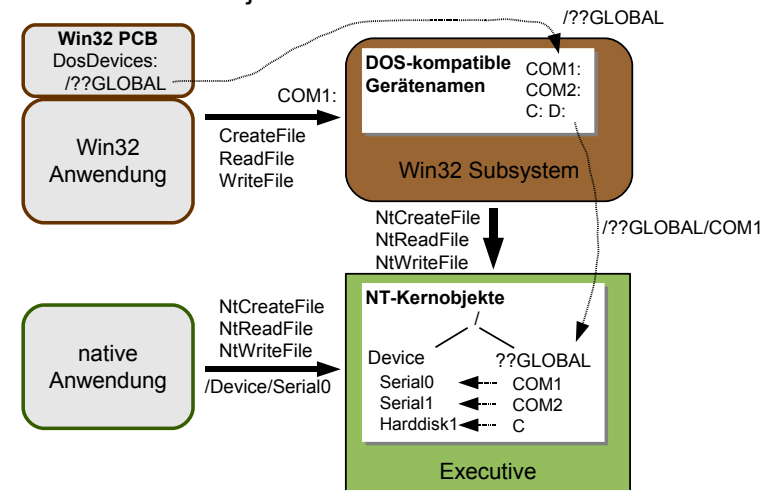 /??GLOBAL
Win32 PCB
DosDevices:
/??GLOBAL
DOS-kompatible
Gerätenamen
COM1:
COM2:
C: D:
COM1:
CreateFile
ReadFile
WriteFile
Win32
Anwendung
Win32 Subsystem
NtCreateFile
NtReadFile
NtWriteFile
/??GLOBAL/COM1
NT-Kernobjekte
/
Device
??GLOBAL
Serial0
COM1
Serial1
COM2
Harddisk1
C
NtCreateFile
NtReadFile
NtWriteFile
/Device/Serial0
native
Anwendung
Executive